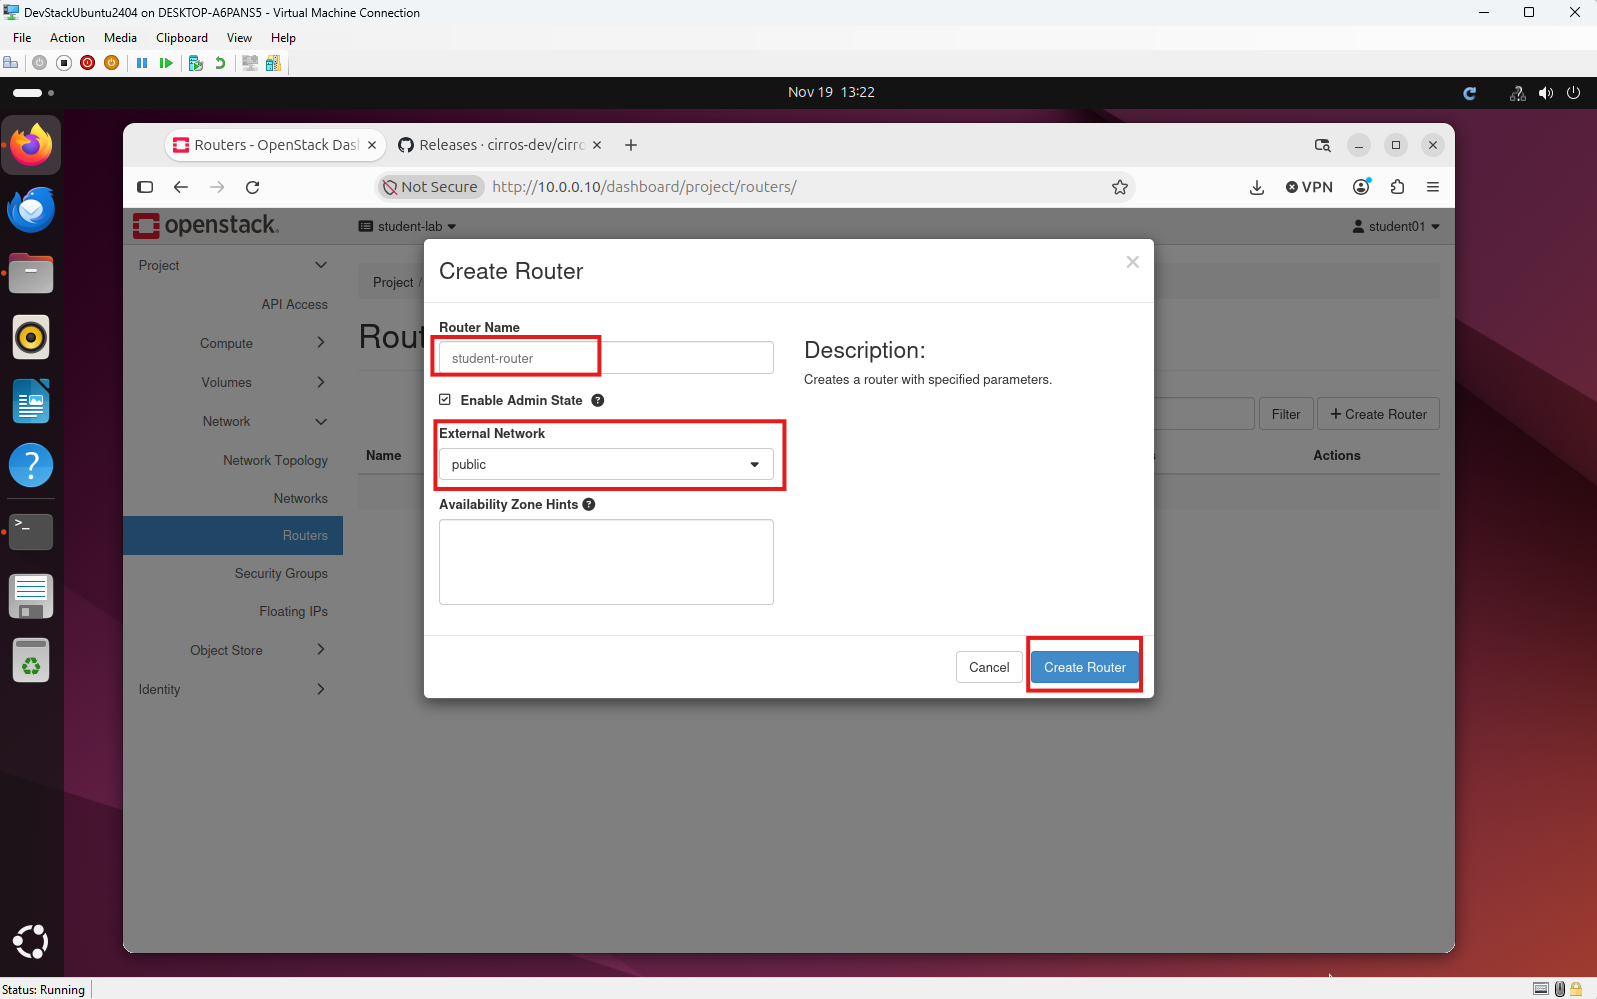 DevStackUbuntu2404 on DESKTOP-A6PANS5 - Virtual Machine Connection
File Action Media Clipboard View Help
Nov 19 13:22
Routers - OpenStack Das
Releases · cirros-dev/cirro
Not Secure http://10.0.0.10/dashboard/project/routers/
VPN
openstack.
student-lab
student01
Project
API Access
Compute
Volumes
Network
Network Topology
Networks
Routers
Security Groups
Floating IPs
Object Store
Identity
Project /
Rout
Filter
+ Create Router
Name
Actions
Create Router
Router Name
student-router
Enable Admin State ?
External Network
public
Availability Zone Hints ?
Description:
Creates a router with specified parameters.
Cancel
Create Router
Status: Running